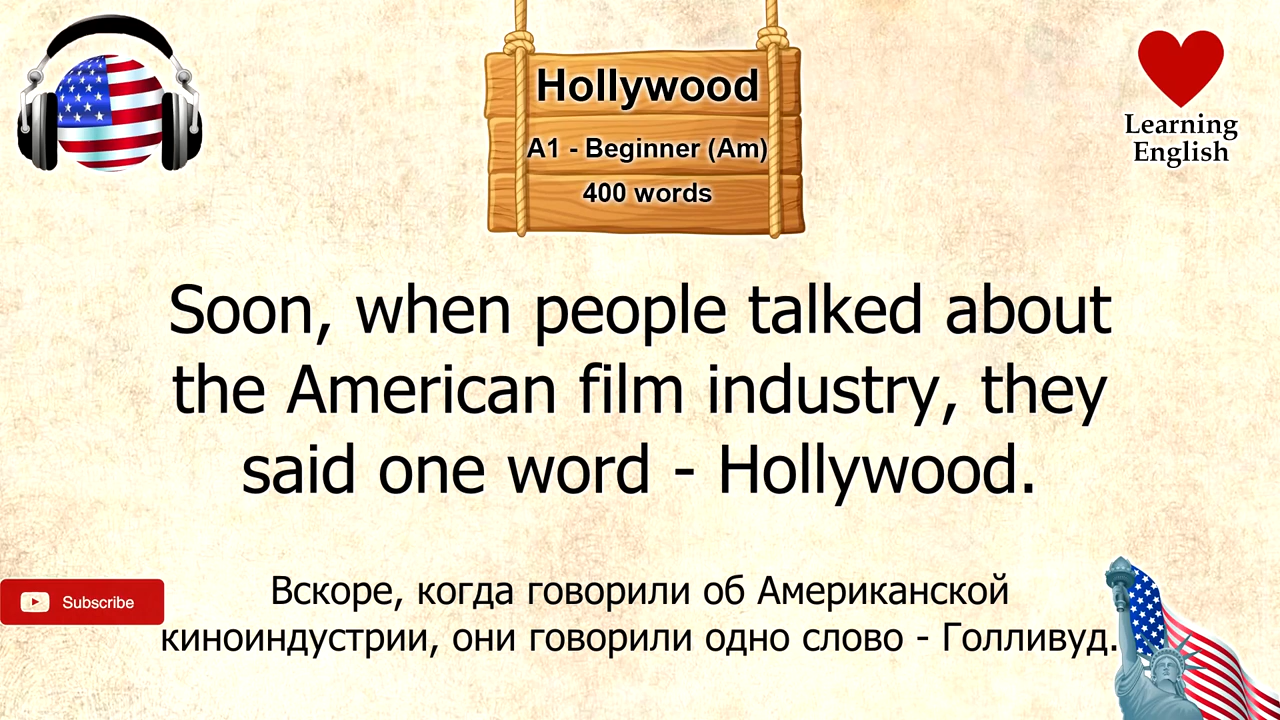 Hollywood
A1 - Beginner (Am)
400 words
Learning
English
Soon, when people talked about
the American film industry, they
said one word - Hollywood.
Subscribe
Вскоре, когда говорили об Американской
киноиндустрии, они говорили одно слово - Голливуд.